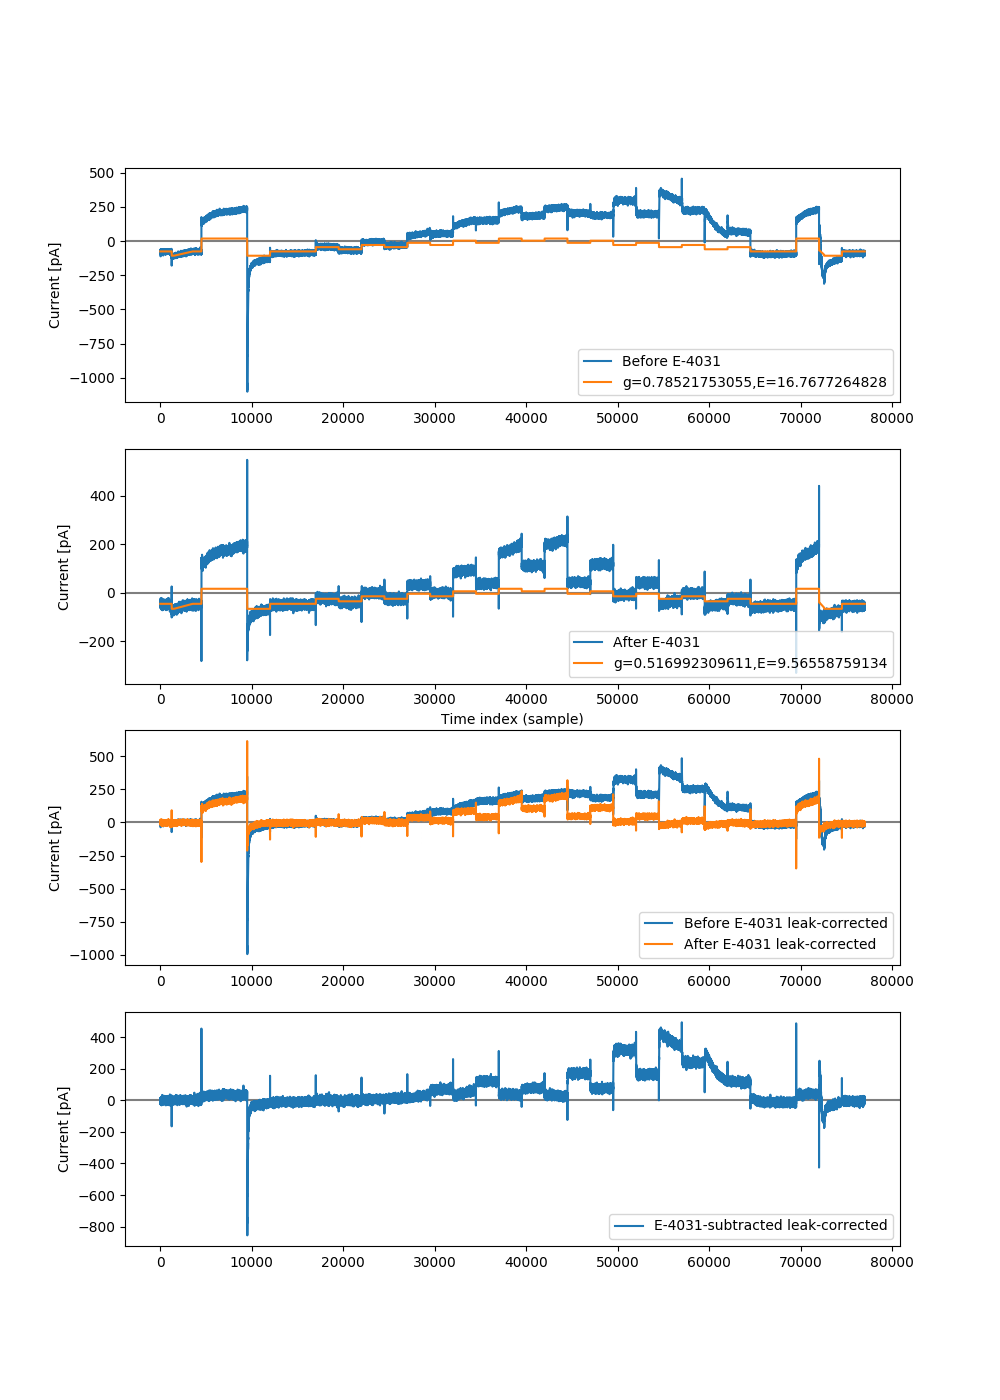 500
250
0
−250
−500
−750
−1000
Current [pA]
Before E-4031
g=0.78521753055,E=16.7677264828
0 10000 20000 30000 40000 50000 60000 70000 80000
400
200
0
−200
Current [pA]
After E-4031
g=0.516992309611,E=9.56558759134
0 10000 20000 30000 40000 50000 60000 70000 80000
Time index (sample)
500
250
0
−250
−500
−750
−1000
Current [pA]
Before E-4031 leak-corrected
After E-4031 leak-corrected
0 10000 20000 30000 40000 50000 60000 70000 80000
400
200
0
−200
−400
−600
−800
Current [pA]
E-4031-subtracted leak-corrected
0 10000 20000 30000 40000 50000 60000 70000 80000